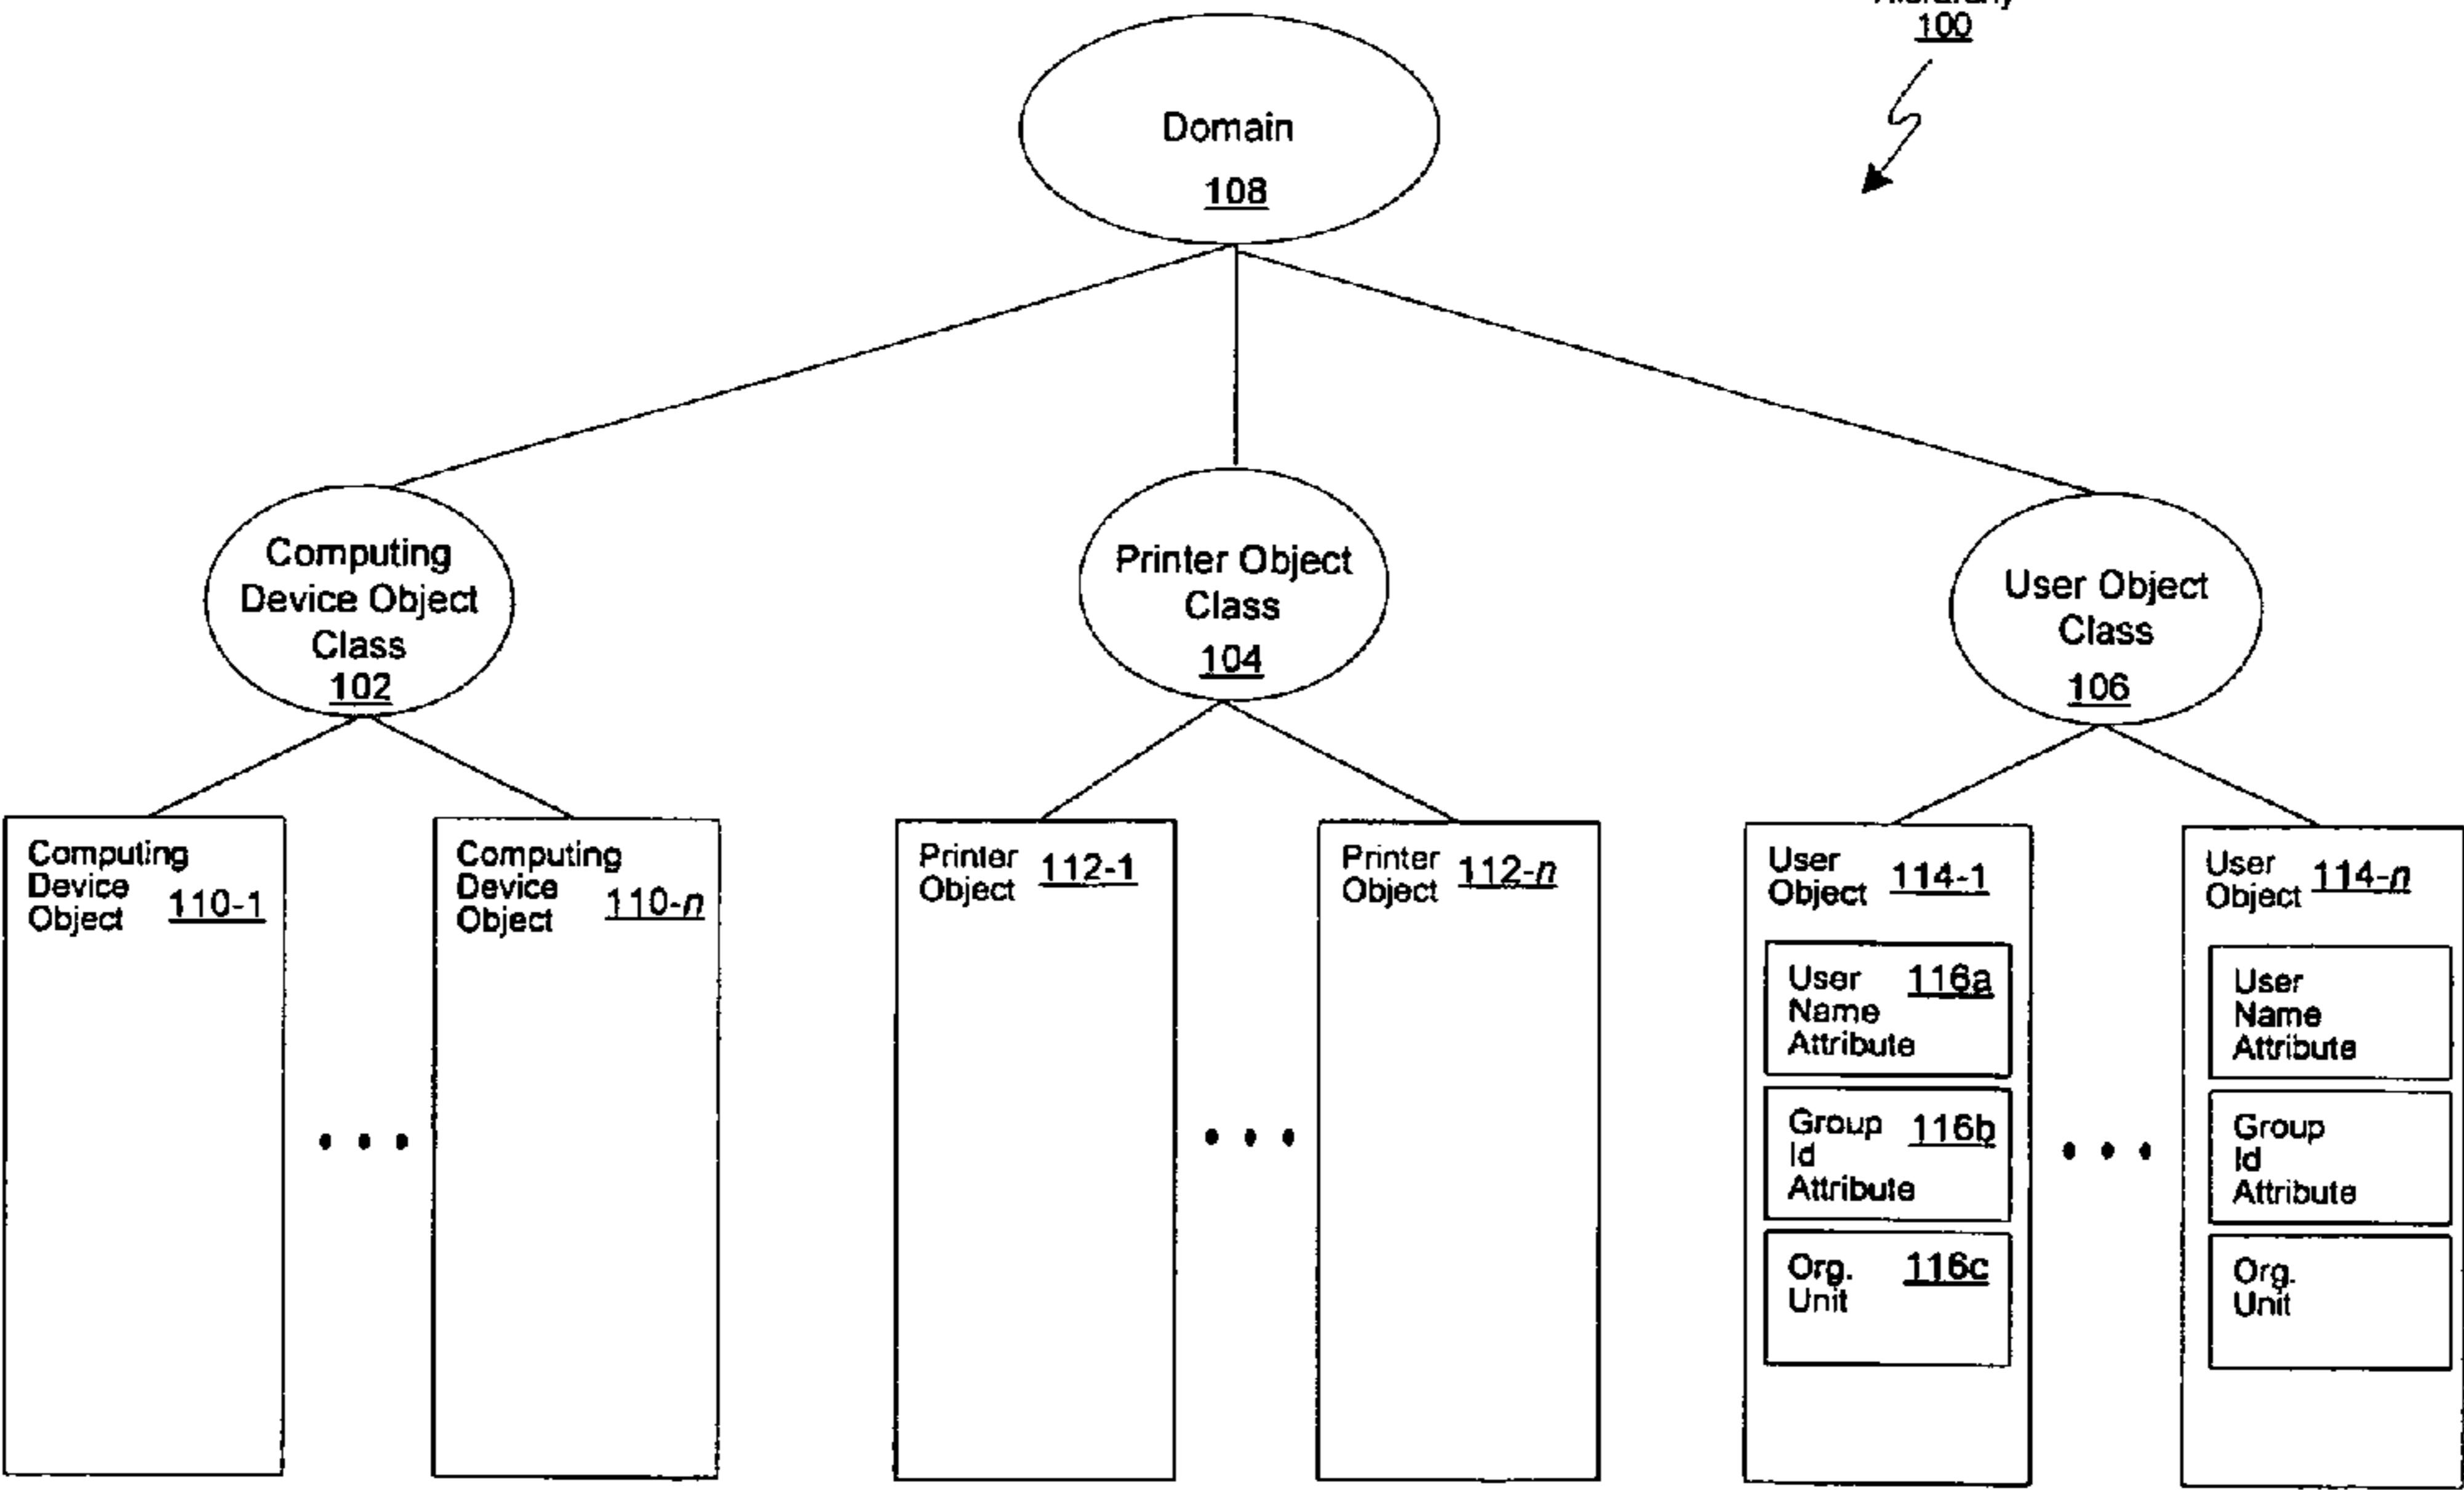 100
Domain
108
Computing
Device Object
Class
102
Printer Object
Class
104
User Object
Class
106
Computing
Device
Object
110-1
Computing
Device
Object
110-n
Printer
Object
112-1
Printer
Object
112-n
User
Object
114-1
User
Name
Attribute
116a
Group
Id
Attribute
116b
Org.
Unit
116c
User
Object
114-n
User
Name
Attribute
Group
Id
Attribute
Org.
Unit